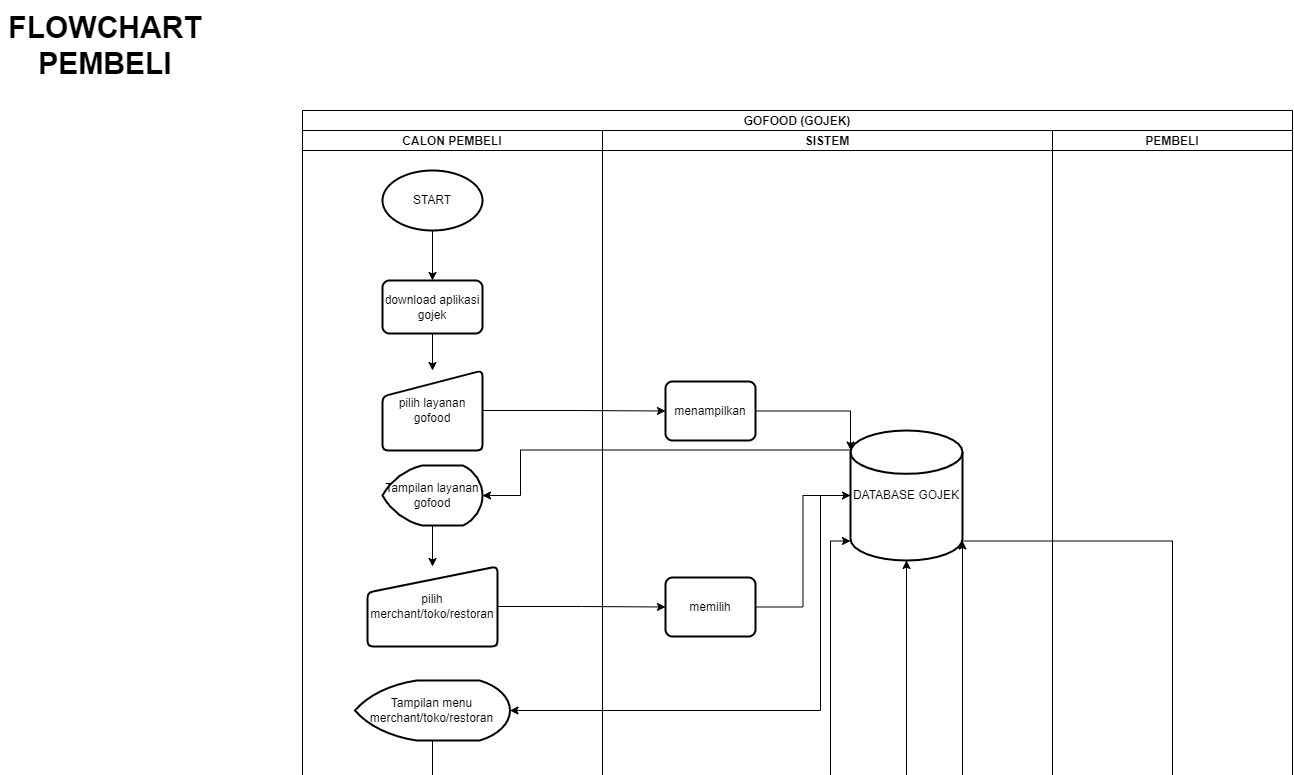 FLOWCHART
PEMBELI
GOFOOD (GOJEK)
CALON PEMBELI
SISTEM
PEMBELI
START
download aplikasi
gojek
pilih layanan
gofood
menampilkan
Tampilan layanan
gofood
DATABASE GOJEK
pilih
merchant/toko/restoran
memilih
Tampilan menu
merchant/toko/restoran